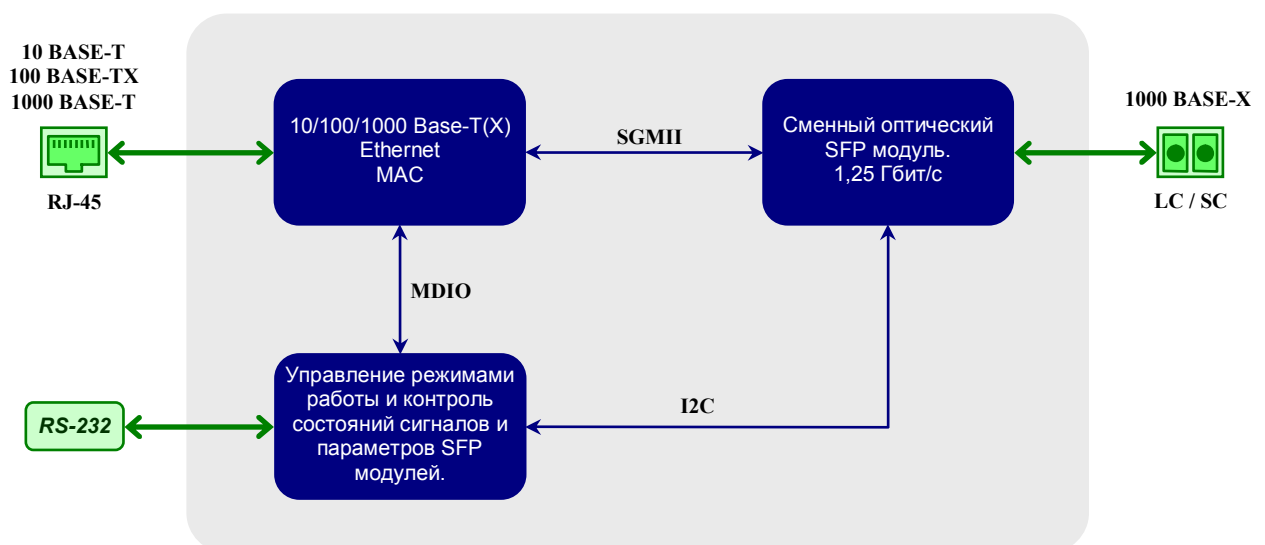 10 BASE-T
100 BASE-TX
1000 BASE-T
RJ-45
10/100/1000 Base-T(X)
Ethernet
MAC
SGMII
Сменный оптический
SFP модуль.
1,25 Гбит/с
1000 BASE-X
LC / SC
MDIO
RS-232
Управление режимами
работы и контроль
состояний сигналов и
параметров SFP
модулей.
I2C